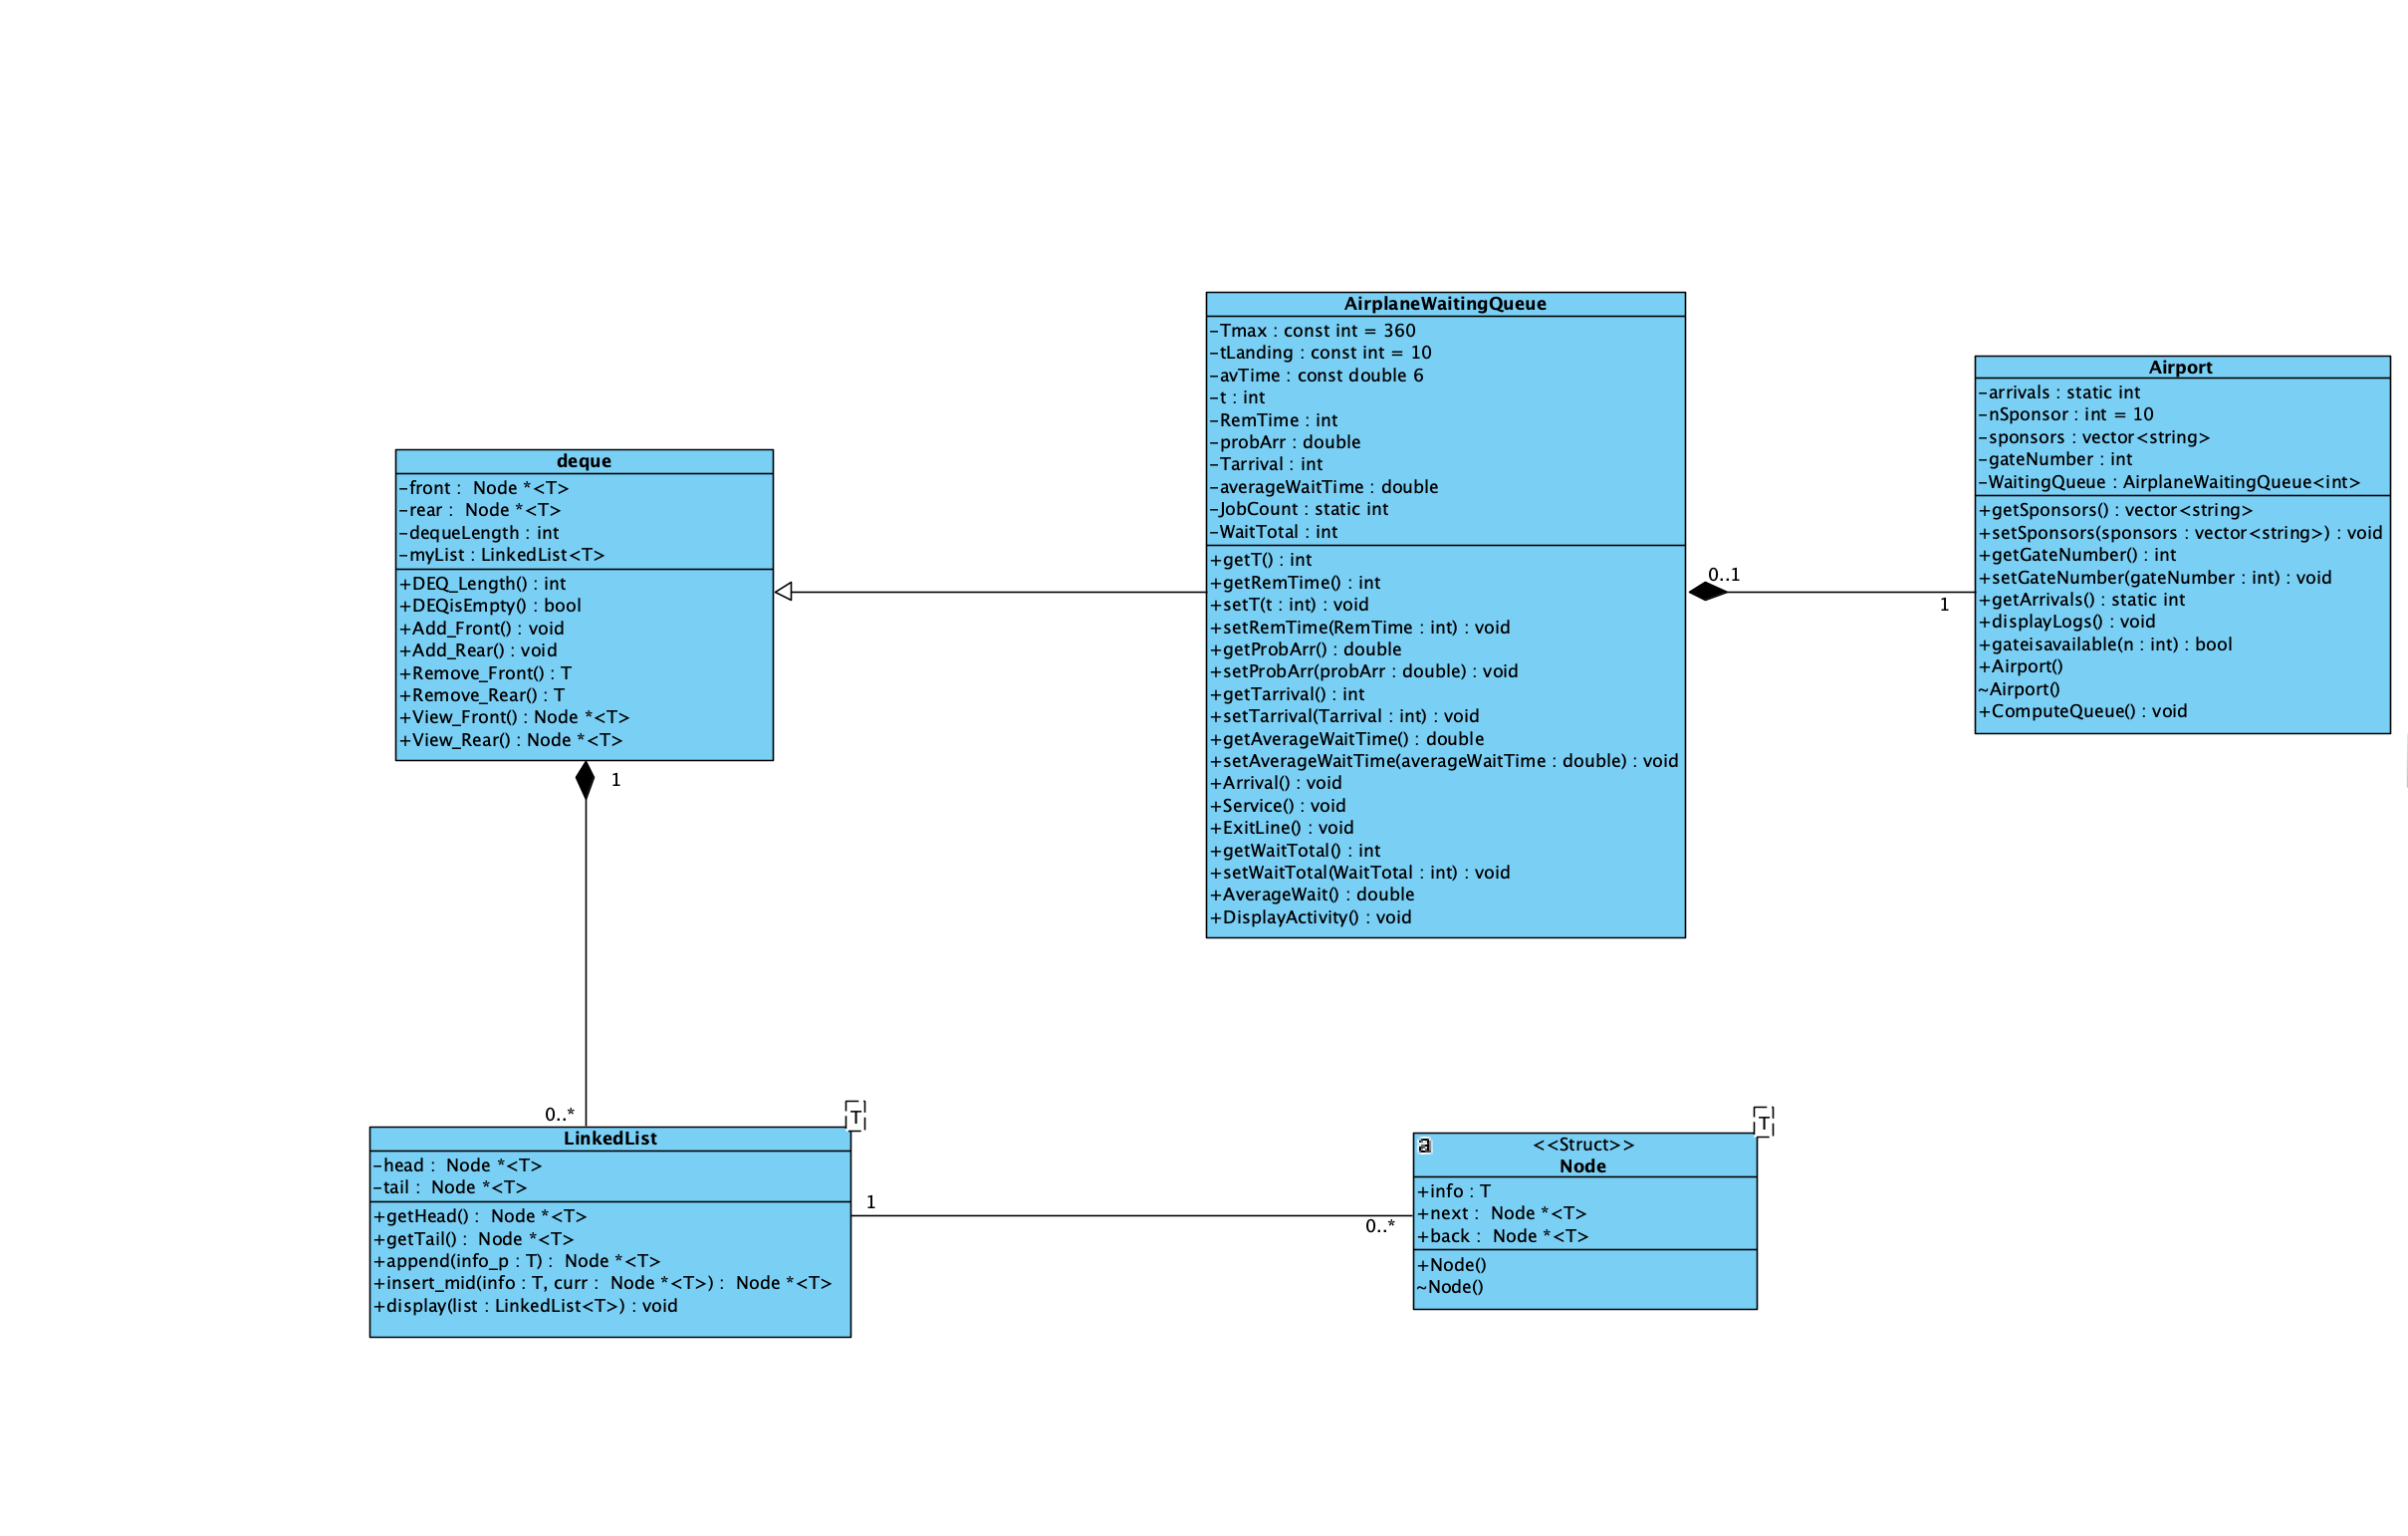 AirplaneWaitingQueue
-Tmax : const int = 360
-tLanding : const int = 10
-avTime : const double 6
-t : int
-RemTime : int
-probArr : double
-Tarrival : int
-averageWaitTime : double
-JobCount : static int
-WaitTotal : int
+getT() : int
+getRemTime() : int
+setT(t : int) : void
+setRemTime(RemTime : int) : void
+getProbArr() : double
+setProbArr(probArr : double) : void
+getTarrival() : int
+setTarrival(Tarrival : int) : void
+getAverageWaitTime() : double
+setAverageWaitTime(averageWaitTime : double) : void
+Arrival() : void
+Service() : void
+ExitLine() : void
+getWaitTotal() : int
+setWaitTotal(WaitTotal : int) : void
+AverageWait() : double
+DisplayActivity() : void
Airport
-arrivals : static int
-nSponsor : int = 10
-sponsors : vector<string>
-gateNumber : int
-WaitingQueue : AirplaneWaitingQueue<int>
+getSponsors() : vector<string>
+setSponsors(sponsors : vector<string>) : void
+getGateNumber() : int
+setGateNumber(gateNumber : int) : void
+getArrivals() : static int
+displayLogs() : void
+gateisavailable(n : int) : bool
+Airport()
~Airport()
+ComputeQueue() : void
0..1
1
deque
-front :  Node *<T>
-rear :  Node *<T>
-dequeLength : int
-myList : LinkedList<T>
+DEQ_Length() : int
+DEQisEmpty() : bool
+Add_Front() : void
+Add_Rear() : void
+Remove_Front() : T
+Remove_Rear() : T
+View_Front() : Node *<T>
+View_Rear() : Node *<T>
1
0..*
T
LinkedList
-head :  Node *<T>
-tail :  Node *<T>
+getHead() :  Node *<T>
+getTail() :  Node *<T>
+append(info_p : T) :  Node *<T>
+insert_mid(info : T, curr :  Node *<T>) :  Node *<T>
+display(list : LinkedList<T>) : void
1
0..*
T
a
<<Struct>>
Node
+info : T
+next :  Node *<T>
+back :  Node *<T>
+Node()
~Node()